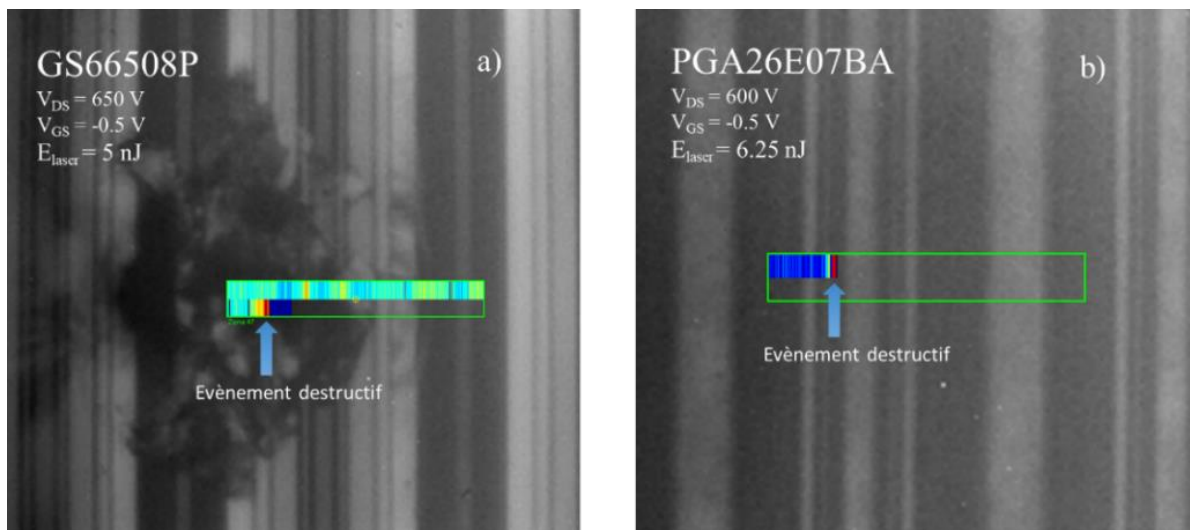 GS66508P
a)
V_DS = 650 V
V_GS = -0.5 V
E_laser = 5 nJ
Evènement destructif
PGA26E07BA
b)
V_DS = 600 V
V_GS = -0.5 V
E_laser = 6.25 nJ
Evènement destructif